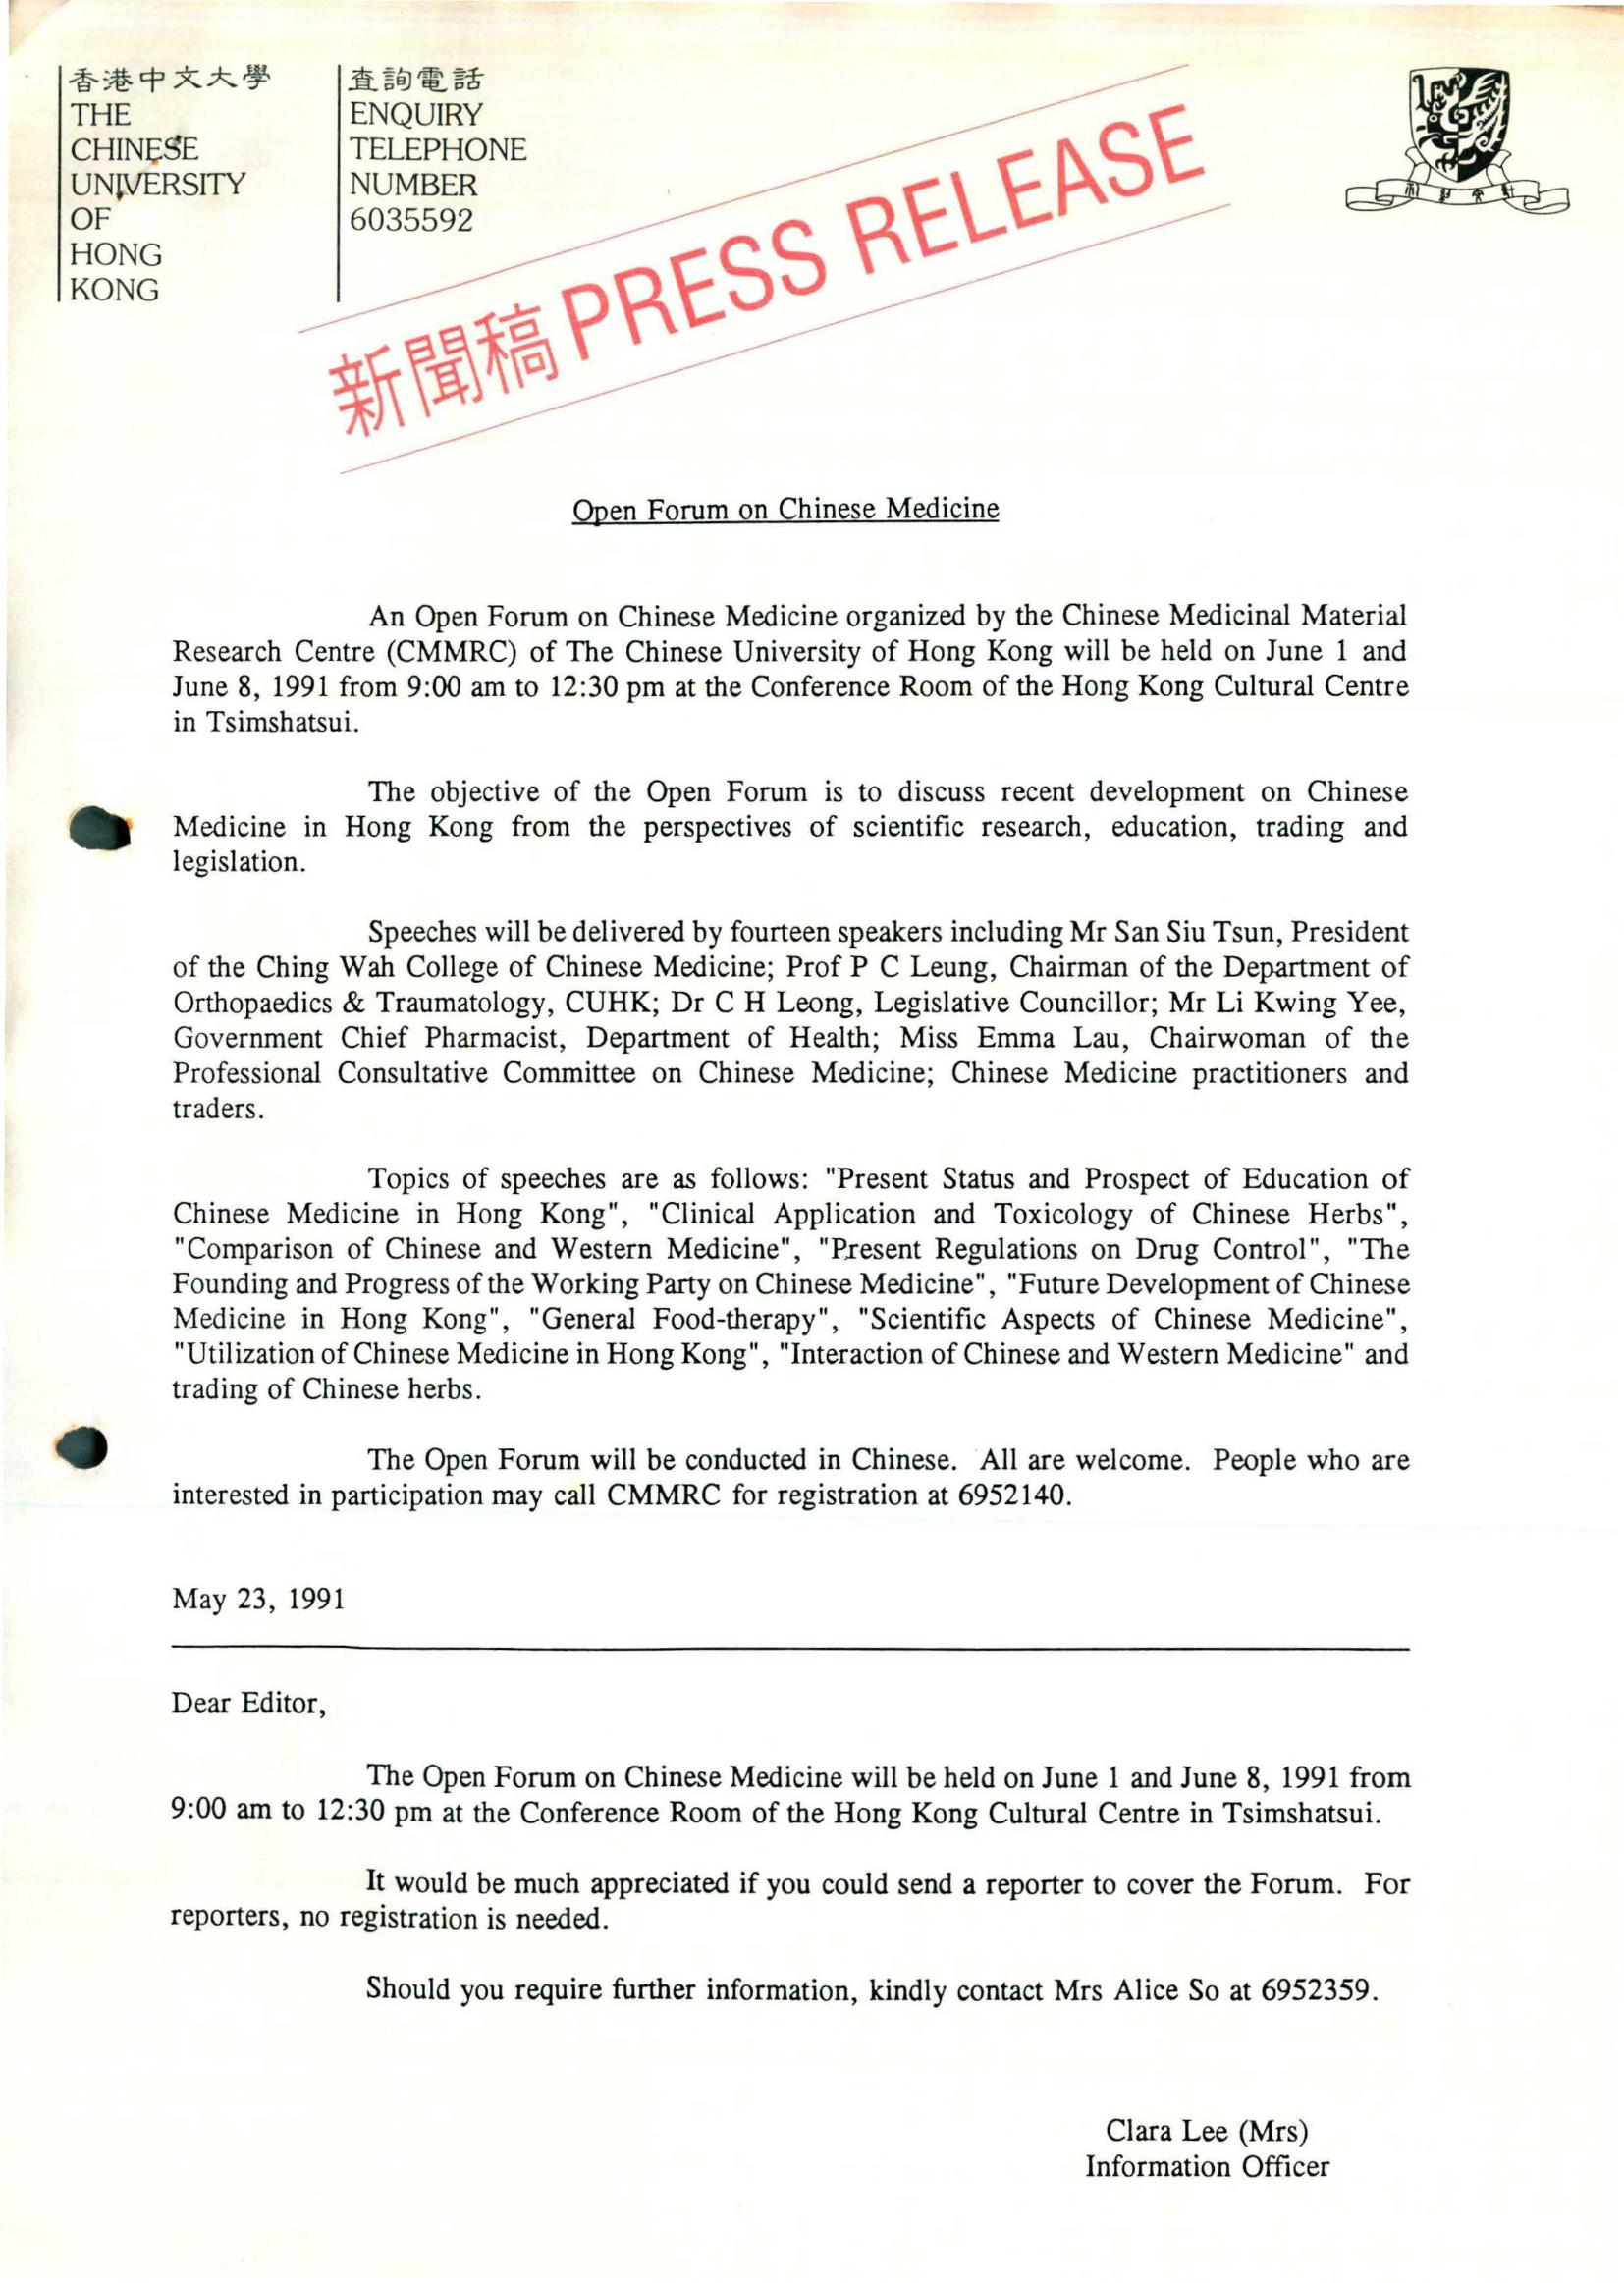 香港中文大學
THE
CHINESE
UNIVERSITY
OF
HONG
KONG
查詢電話
ENQUIRY
TELEPHONE
NUMBER
6035592
新聞稿 PRESS RELEASE
Open Forum on Chinese Medicine
An Open Forum on Chinese Medicine organized by the Chinese Medicinal Material
Research Centre (CMMRC) of The Chinese University of Hong Kong will be held on June 1 and
June 8, 1991 from 9:00 am to 12:30 pm at the Conference Room of the Hong Kong Cultural Centre
in Tsimshatsui.
The objective of the Open Forum is to discuss recent development on Chinese
Medicine in Hong Kong from the perspectives of scientific research, education, trading and
legislation.
Speeches will be delivered by fourteen speakers including Mr San Siu Tsun, President
of the Ching Wah College of Chinese Medicine; Prof P C Leung, Chairman of the Department of
Orthopaedics & Traumatology, CUHK; Dr C H Leong, Legislative Councillor; Mr Li Kwing Yee,
Government Chief Pharmacist, Department of Health; Miss Emma Lau, Chairwoman of the
Professional Consultative Committee on Chinese Medicine; Chinese Medicine practitioners and
traders.
Topics of speeches are as follows: "Present Status and Prospect of Education of
Chinese Medicine in Hong Kong", "Clinical Application and Toxicology of Chinese Herbs",
"Comparison of Chinese and Western Medicine", "Present Regulations on Drug Control", "The
Founding and Progress of the Working Party on Chinese Medicine", "Future Development of Chinese
Medicine in Hong Kong", "General Food-therapy", "Scientific Aspects of Chinese Medicine",
"Utilization of Chinese Medicine in Hong Kong", "Interaction of Chinese and Western Medicine" and
trading of Chinese herbs.
The Open Forum will be conducted in Chinese. All are welcome. People who are
interested in participation may call CMMRC for registration at 6952140.
May 23, 1991
Dear Editor,
The Open Forum on Chinese Medicine will be held on June 1 and June 8, 1991 from
9:00 am to 12:30 pm at the Conference Room of the Hong Kong Cultural Centre in Tsimshatsui.
It would be much appreciated if you could send a reporter to cover the Forum. For
reporters, no registration is needed.
Should you require further information, kindly contact Mrs Alice So at 6952359.
Clara Lee (Mrs)
Information Officer